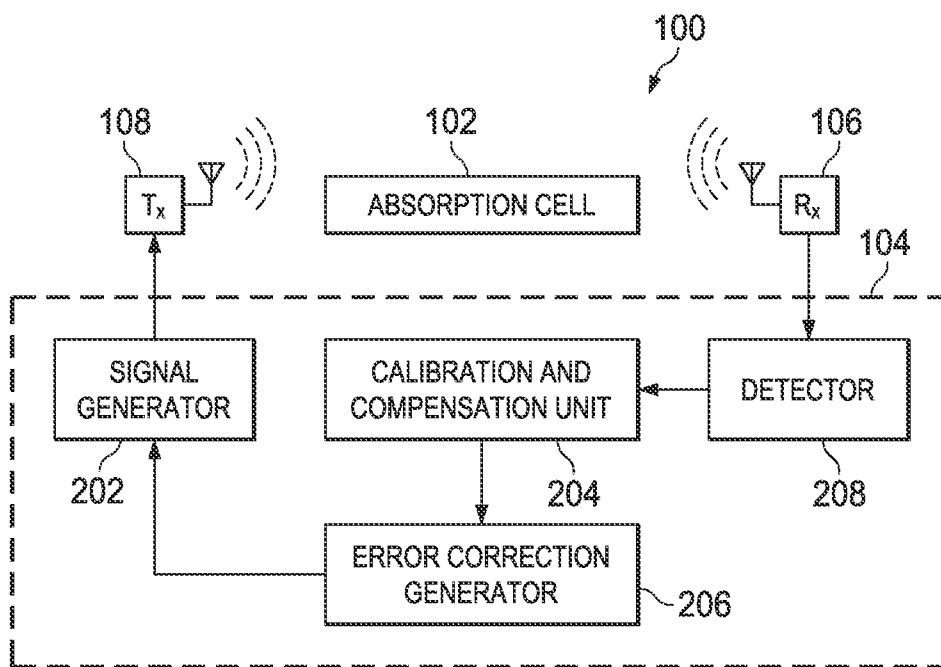 100
108
102
106
Tx
ABSORPTION CELL
Rx
104
SIGNAL
GENERATOR
CALIBRATION AND
COMPENSATION UNIT
DETECTOR
202
204
208
ERROR CORRECTION
GENERATOR
206